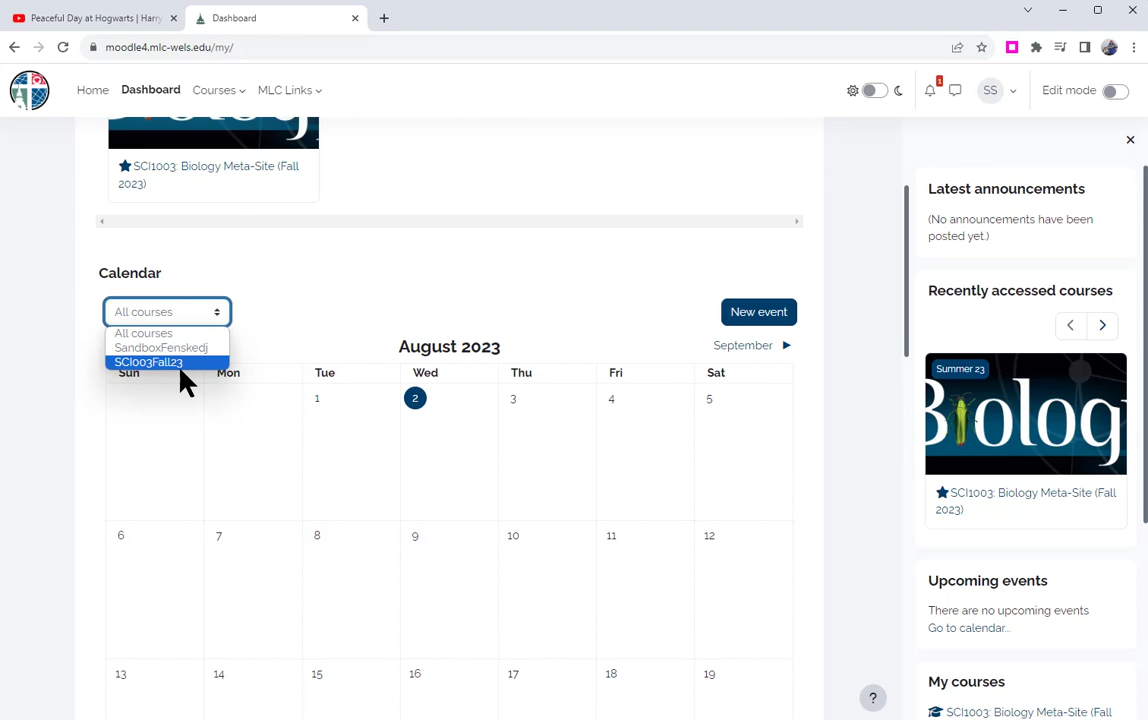 Peaceful Day at Hogwarts | Harry
Dashboard
moodle4.mlc-wels.edu/my/
Home
Dashboard
Courses
MLC Links
1
SS
Edit mode
SCI1003: Biology Meta-Site (Fall
2023)
Calendar
All courses
New event
All courses
SandboxFenskedj
SCI003Fall23
August 2023
September
Sun
Mon
Tue
Wed
Thu
Fri
Sat
1
2
3
4
5
6
7
8
9
10
11
12
13
14
15
16
17
18
19
?
Latest announcements
(No announcements have been
posted yet.)
Recently accessed courses
Summer 23
Biolog
SCI1003: Biology Meta-Site (Fall
2023)
Upcoming events
There are no upcoming events
Go to calendar...
My courses
SCI1003: Biology Meta-Site (Fall